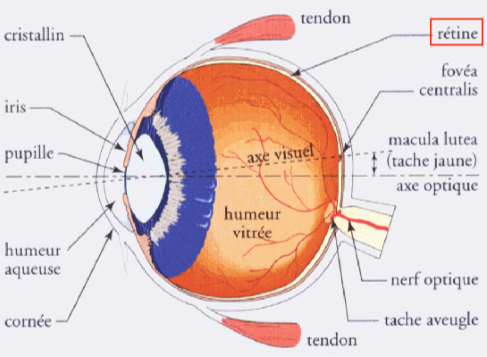 tendon
cristallin
rétine
fovéa
centralis
iris
macula lutea
(tache jaune)
pupille
axe visuel
axe optique
humeur
vitrée
humeur
aqueuse
nerf optique
cornée
tache aveugle
tendon